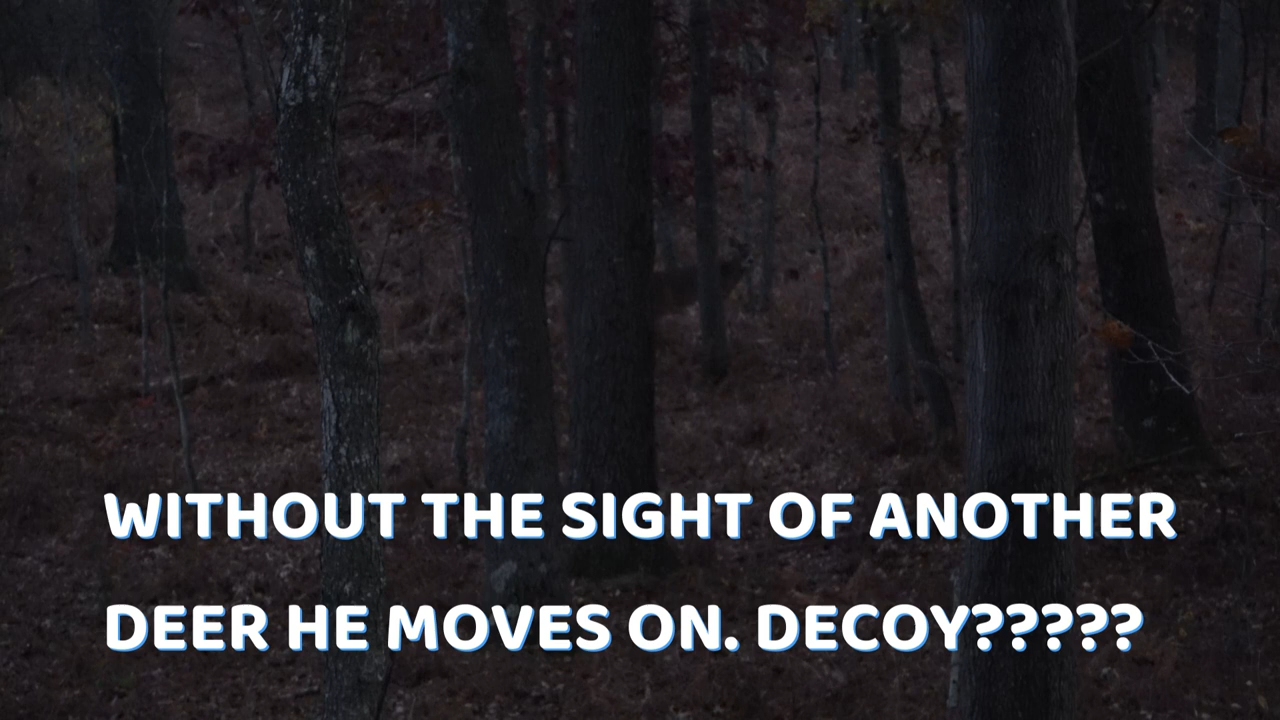 WITHOUT THE SIGHT OF ANOTHER
DEER HE MOVES ON. DECOY?????